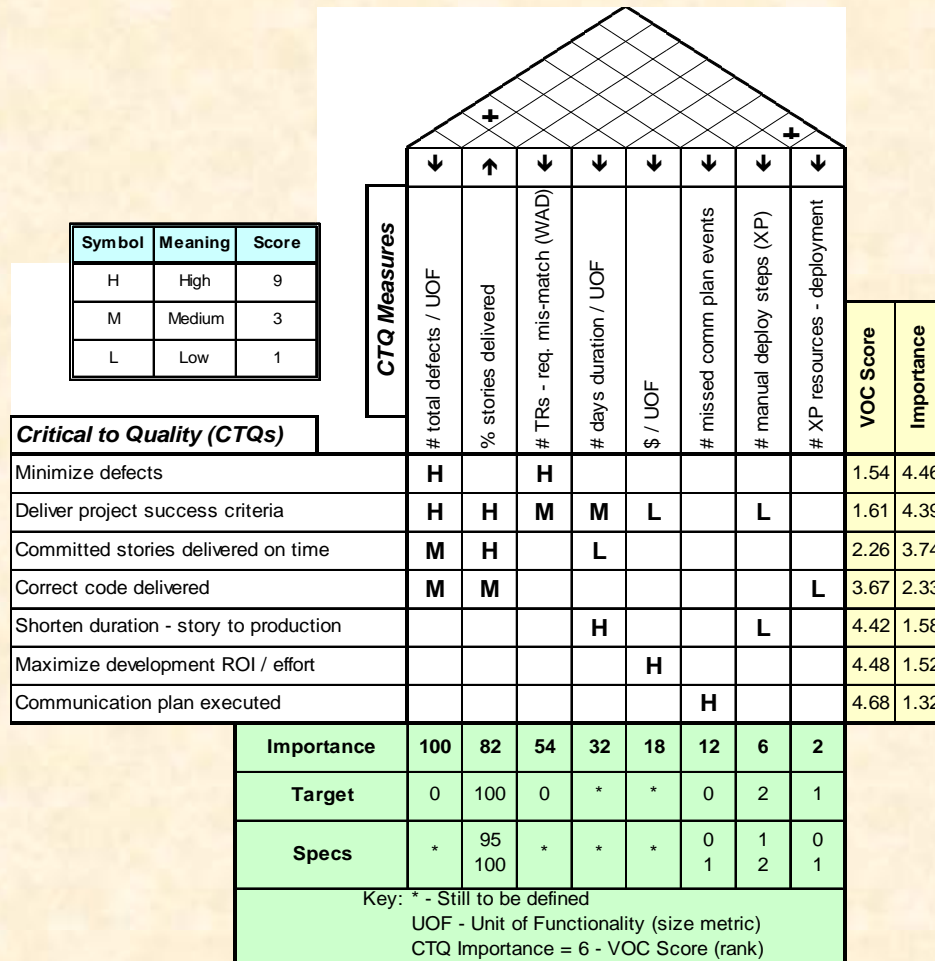 +
+
↓ ↑ ↓ ↓ ↓ ↓ ↓ ↓
Symbol Meaning Score
H High 9
M Medium 3
L Low 1
CTQ Measures
# total defects / UOF
% stories delivered
# TRs - req. mis-match (WAD)
# days duration / UOF
$ / UOF
# missed comm plan events
# manual deploy steps (XP)
# XP resources - deployment
VOC Score
Importance
Critical to Quality (CTQs)
Minimize defects H H 1.54 4.46
Deliver project success criteria H H M M L L 1.61 4.39
Committed stories delivered on time M H L 2.26 3.74
Correct code delivered M M L 3.67 2.33
Shorten duration - story to production H L 4.42 1.58
Maximize development ROI / effort H 4.48 1.52
Communication plan executed H 4.68 1.32
Importance 100 82 54 32 18 12 6 2
Target 0 100 0 * * 0 2 1
Specs * 95 100 * * * 0 1 1 2 0 1
Key: * - Still to be defined
UOF - Unit of Functionality (size metric)
CTQ Importance = 6 - VOC Score (rank)